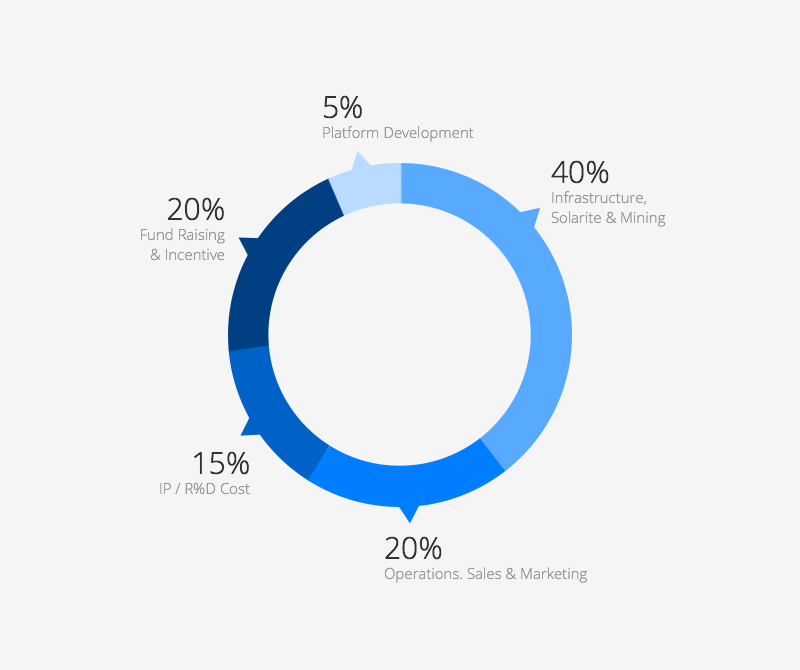 5%
Platform Development
40%
Infrastructure,
Solarite & Mining
20%
Fund Raising
& Incentive
15%
IP / R%D Cost
20%
Operations. Sales & Marketing